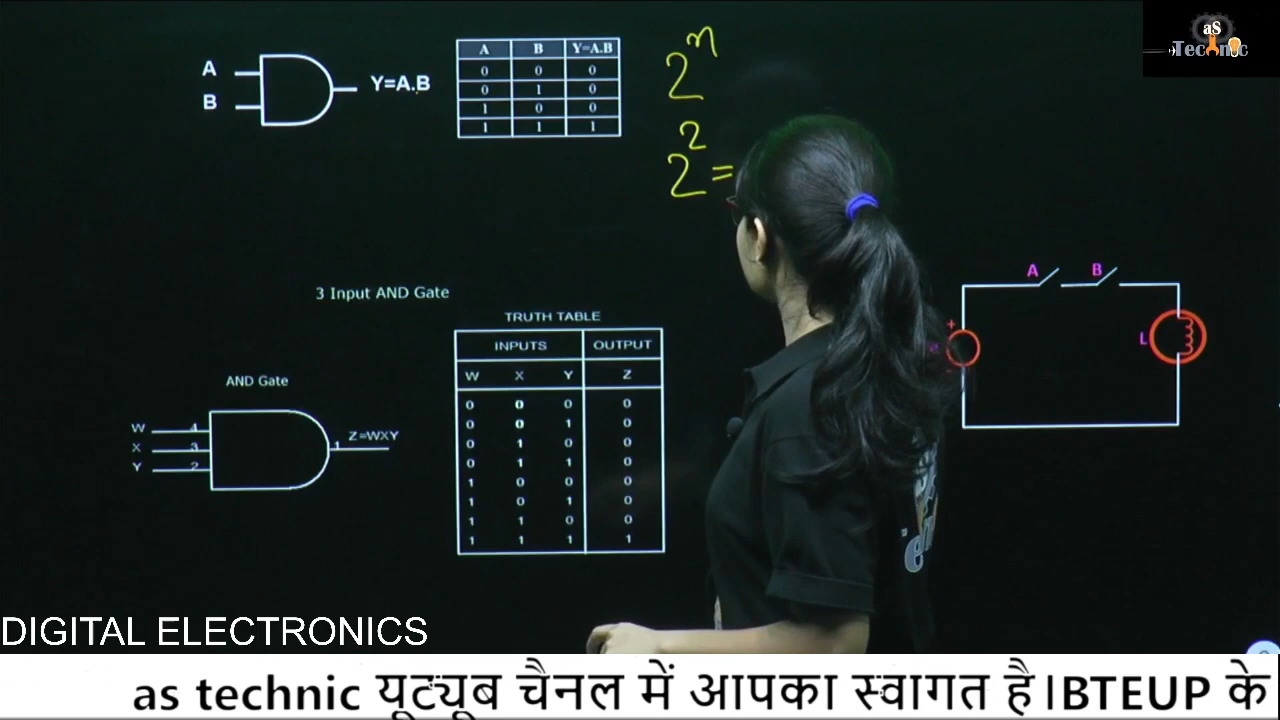 aS
Tecnic
A
B
Y=A.B
A B Y=A.B
0 0 0
0 1 0
1 0 0
1 1 1
2^n
2^2 =
3 Input AND Gate
TRUTH TABLE
INPUTS OUTPUT
W X Y Z
0 0 0 0
0 0 1 0
0 1 0 0
0 1 1 0
1 0 0 0
1 0 1 0
1 1 0 0
1 1 1 1
AND Gate
W 4
X 3
Y 2
1 Z=WXY
A B
+
L
DIGITAL ELECTRONICS
as technic यूट्यूब चैनल में आपका स्वागत है।BTEUP के